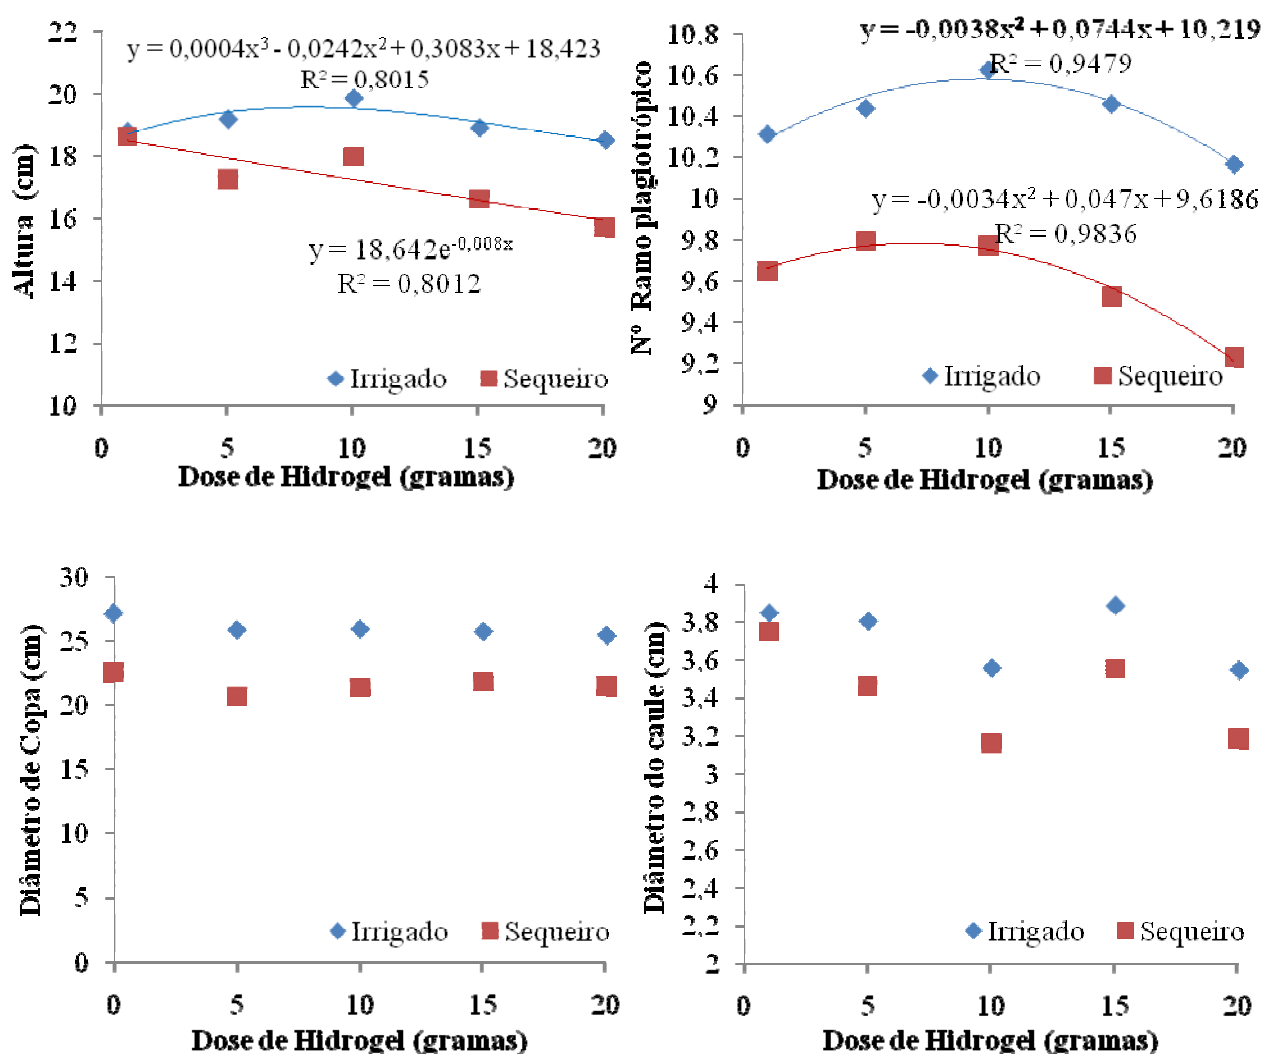 y = 0,0004x³ - 0,0242x² + 0,3083x + 18,423
R² = 0,8015
22
20
18
16
14
12
10
Altura (cm)
y = 18,642e^-0,008x
R² = 0,8012
Irrigado
Sequeiro
0 5 10 15 20
Dose de Hidrogel (gramas)
y = -0,0038x² + 0,0744x + 10,219
R² = 0,9479
10,8
10,6
10,4
10,2
10
9,8
9,6
9,4
9,2
9
Nº Ramo plagiotrópico
y = -0,0034x² + 0,047x + 9,6186
R² = 0,9836
Irrigado
Sequeiro
0 5 10 15 20
Dose de Hidrogel (gramas)
30
25
20
15
10
5
0
Diâmetro de Copa (cm)
Irrigado
Sequeiro
0 5 10 15 20
Dose de Hidrogel (gramas)
4
3,8
3,6
3,4
3,2
3
2,8
2,6
2,4
2,2
2
Diâmetro do caule (cm)
Irrigado
Sequeiro
0 5 10 15 20
Dose de Hidrogel (gramas)